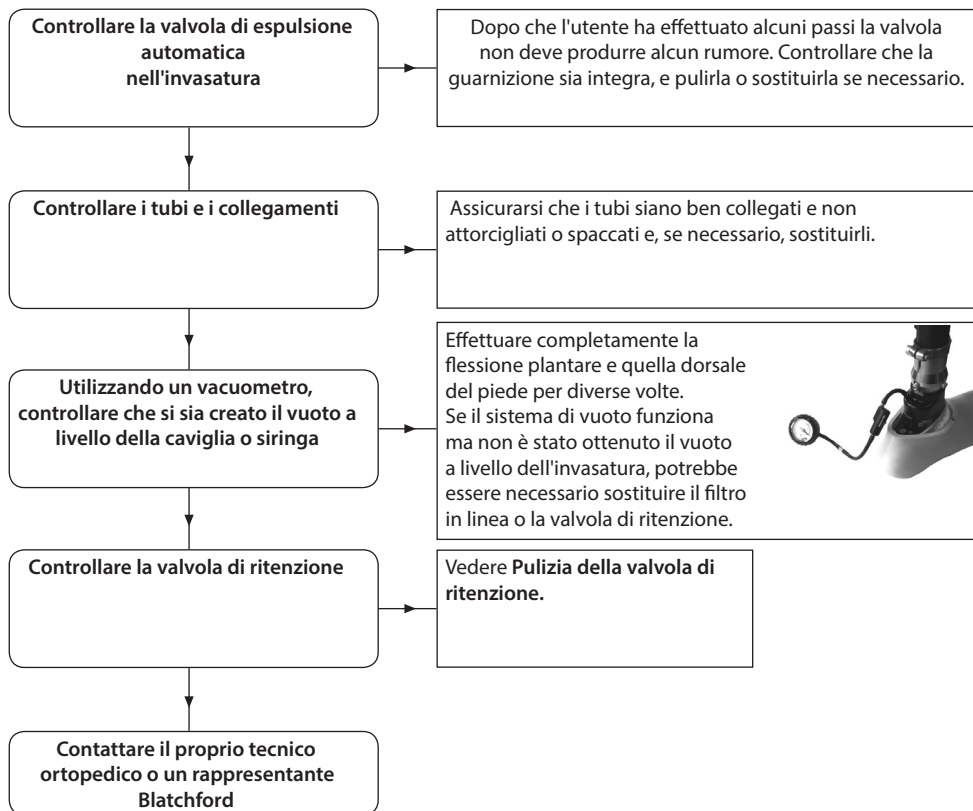 Controllare la valvola di espulsione
automatica
nell'invasatura
Dopo che l'utente ha effettuato alcuni passi la valvola
non deve produrre alcun rumore. Controllare che la
guarnizione sia integra, e pulirla o sostituirla se necessario.
Controllare i tubi e i collegamenti
Assicurarsi che i tubi siano ben collegati e non
attorcigliati o spaccati e, se necessario, sostituirli.
Utilizzando un vacuometro,
controllare che si sia creato il vuoto a
livello della caviglia o siringa
Effettuare completamente la
flessione plantare e quella dorsale
del piede per diverse volte.
Se il sistema di vuoto funziona
ma non è stato ottenuto il vuoto
a livello dell'invasatura, potrebbe
essere necessario sostituire il filtro
in linea o la valvola di ritenzione.
Controllare la valvola di ritenzione
Vedere Pulizia della valvola di
ritenzione.
Contattare il proprio tecnico
ortopedico o un rappresentante
Blatchford